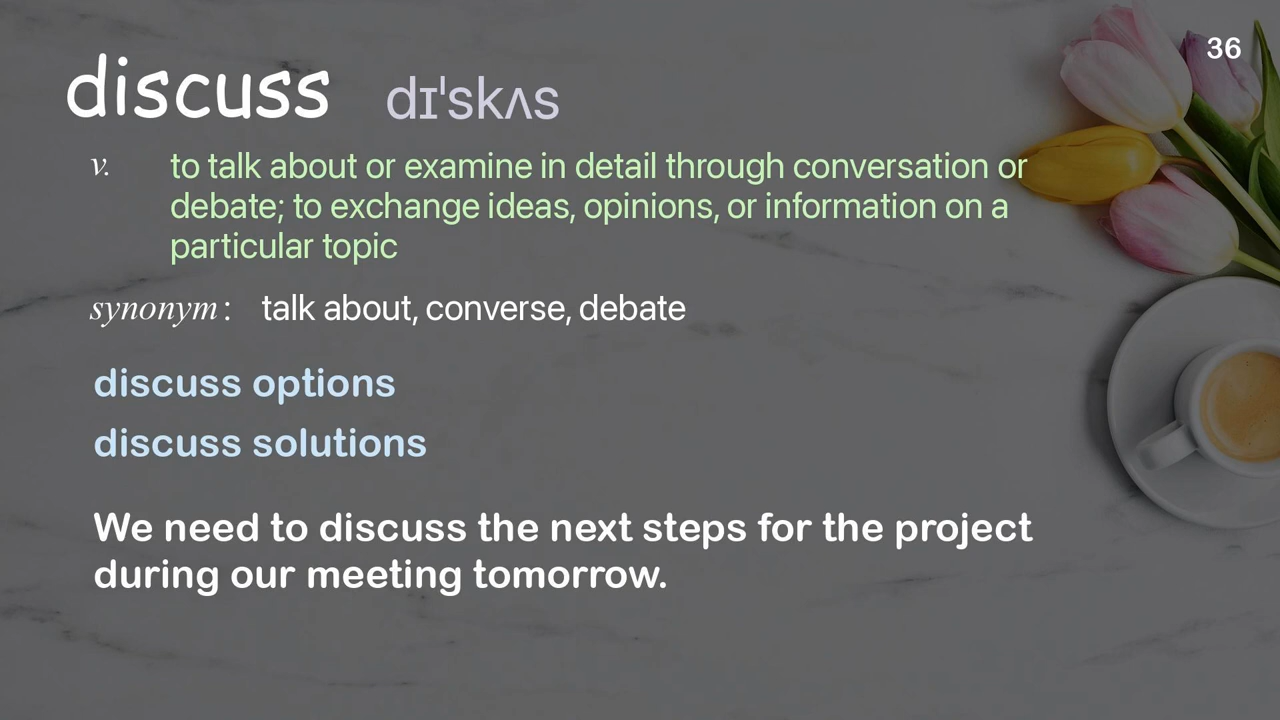 36
discuss dɪˈskʌs
v. to talk about or examine in detail through conversation or
debate; to exchange ideas, opinions, or information on a
particular topic
synonym: talk about, converse, debate
discuss options
discuss solutions
We need to discuss the next steps for the project
during our meeting tomorrow.